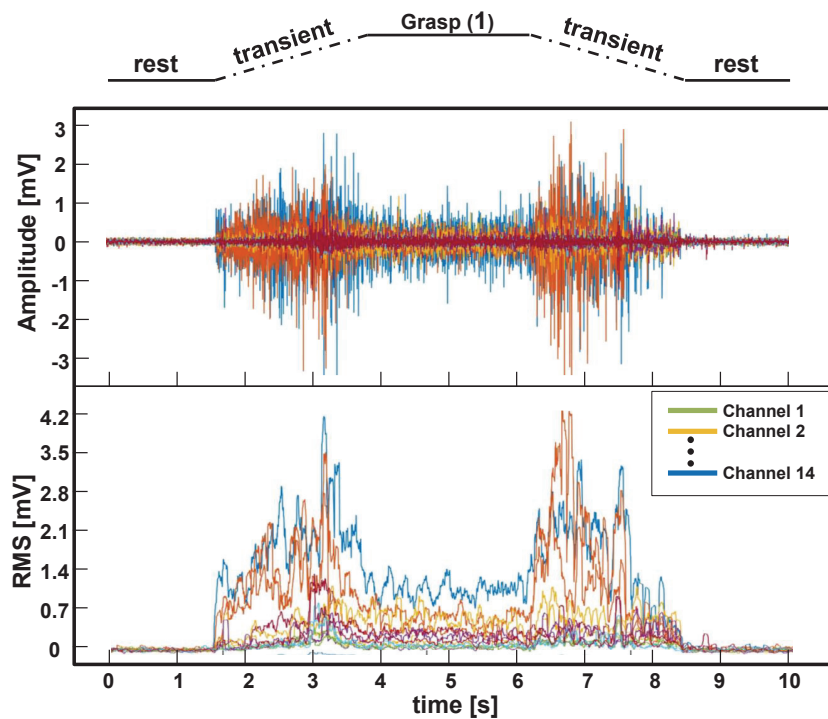 Grasp (1)
rest transient transient rest
3
2
1
0
-1
-2
-3
Amplitude [mV]
4.2
3.5
2.8
2.1
1.4
0.7
0
RMS [mV]
Channel 1
Channel 2
Channel 14
0 1 2 3 4 5 6 7 8 9 10
time [s]